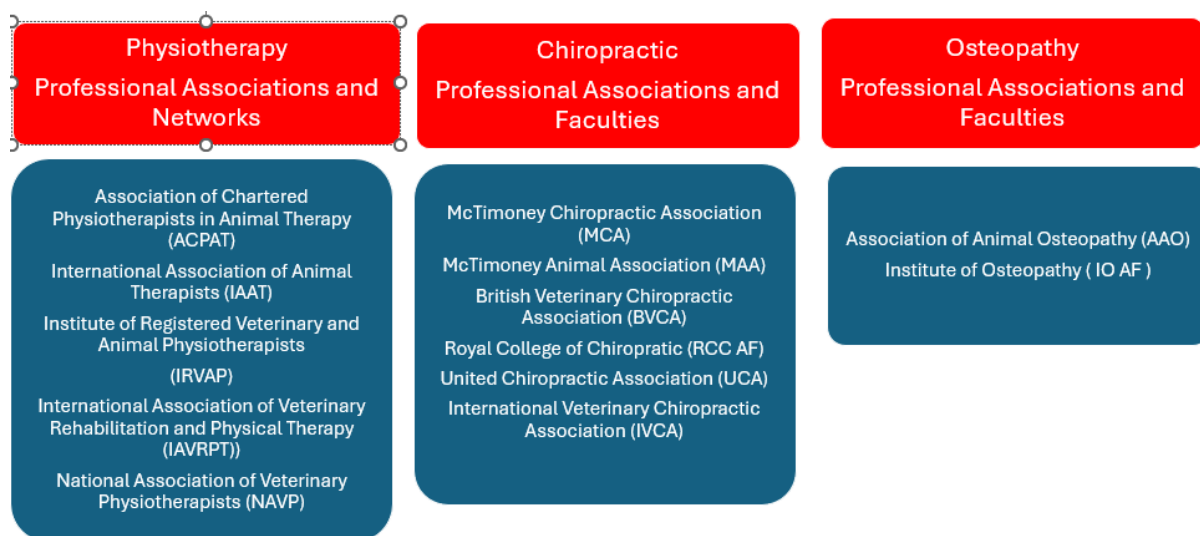 Physiotherapy
Professional Associations and
Networks
Association of Chartered
Physiotherapists in Animal Therapy
(ACPAT)
International Association of Animal
Therapists (IAAT)
Institute of Registered Veterinary and
Animal Physiotherapists
(IRVAP)
International Association of Veterinary
Rehabilitation and Physical Therapy
(IAVRPT))
National Association of Veterinary
Physiotherapists (NAVP)
Chiropractic
Professional Associations and
Faculties
McTimoney Chiropractic Association
(MCA)
McTimoney Animal Association (MAA)
British Veterinary Chiropractic
Association (BVCA)
Royal College of Chiropratic (RCC AF)
United Chiropractic Association (UCA)
International Veterinary Chiropractic
Association (IVCA)
Osteopathy
Professional Associations and
Faculties
Association of Animal Osteopathy (AAO)
Institute of Osteopathy ( IO AF )